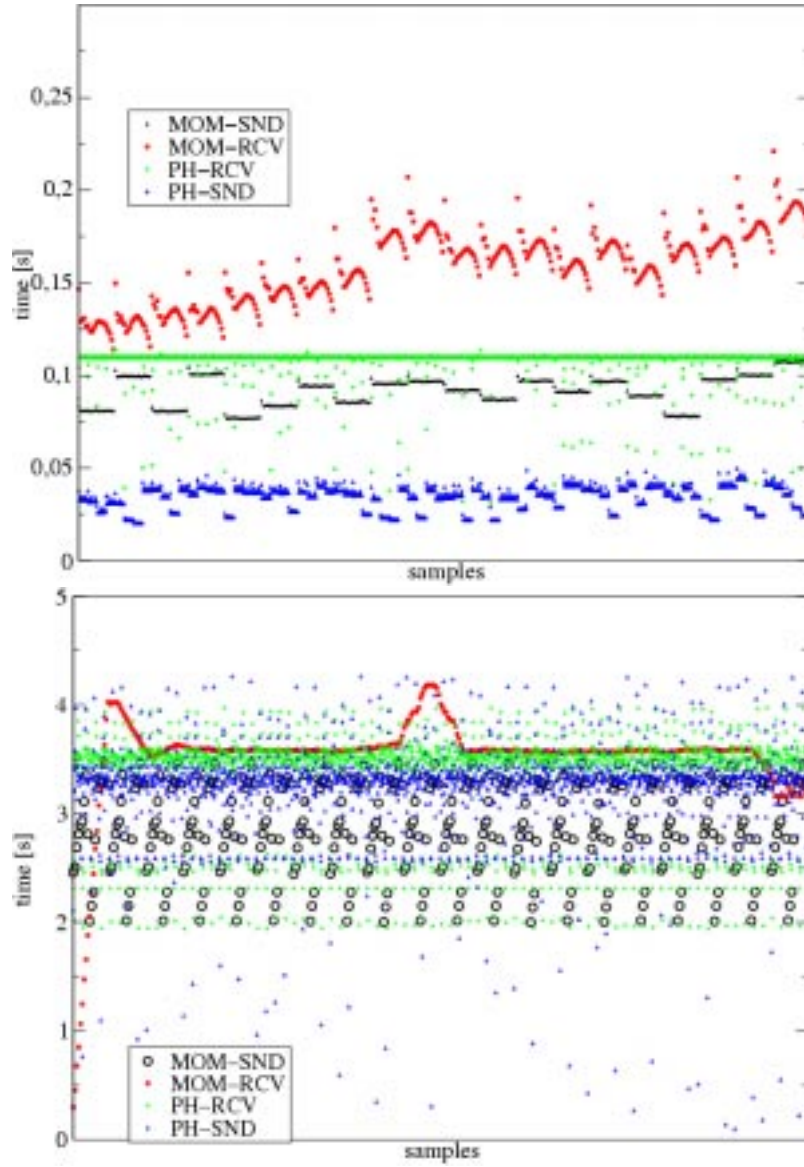 0,25
MOM-SND
MOM-RCV
PH-RCV
PH-SND
0,2
time [s]
0,15
0,1
0,05
0
samples
5
4
3
time [s]
2
1
MOM-SND
MOM-RCV
PH-RCV
PH-SND
0
samples